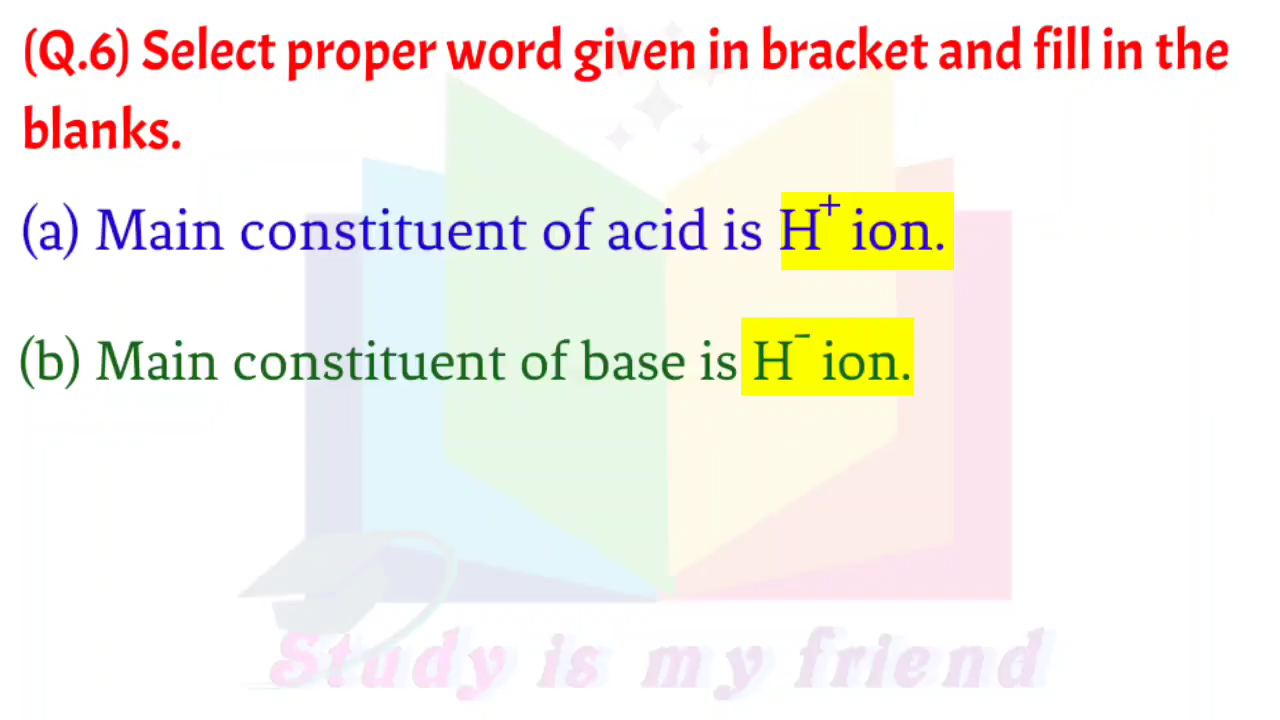 (Q.6) Select proper word given in bracket and fill in the
blanks.
(a) Main constituent of acid is H⁺ ion.
(b) Main constituent of base is H⁻ ion.
Study is my friend